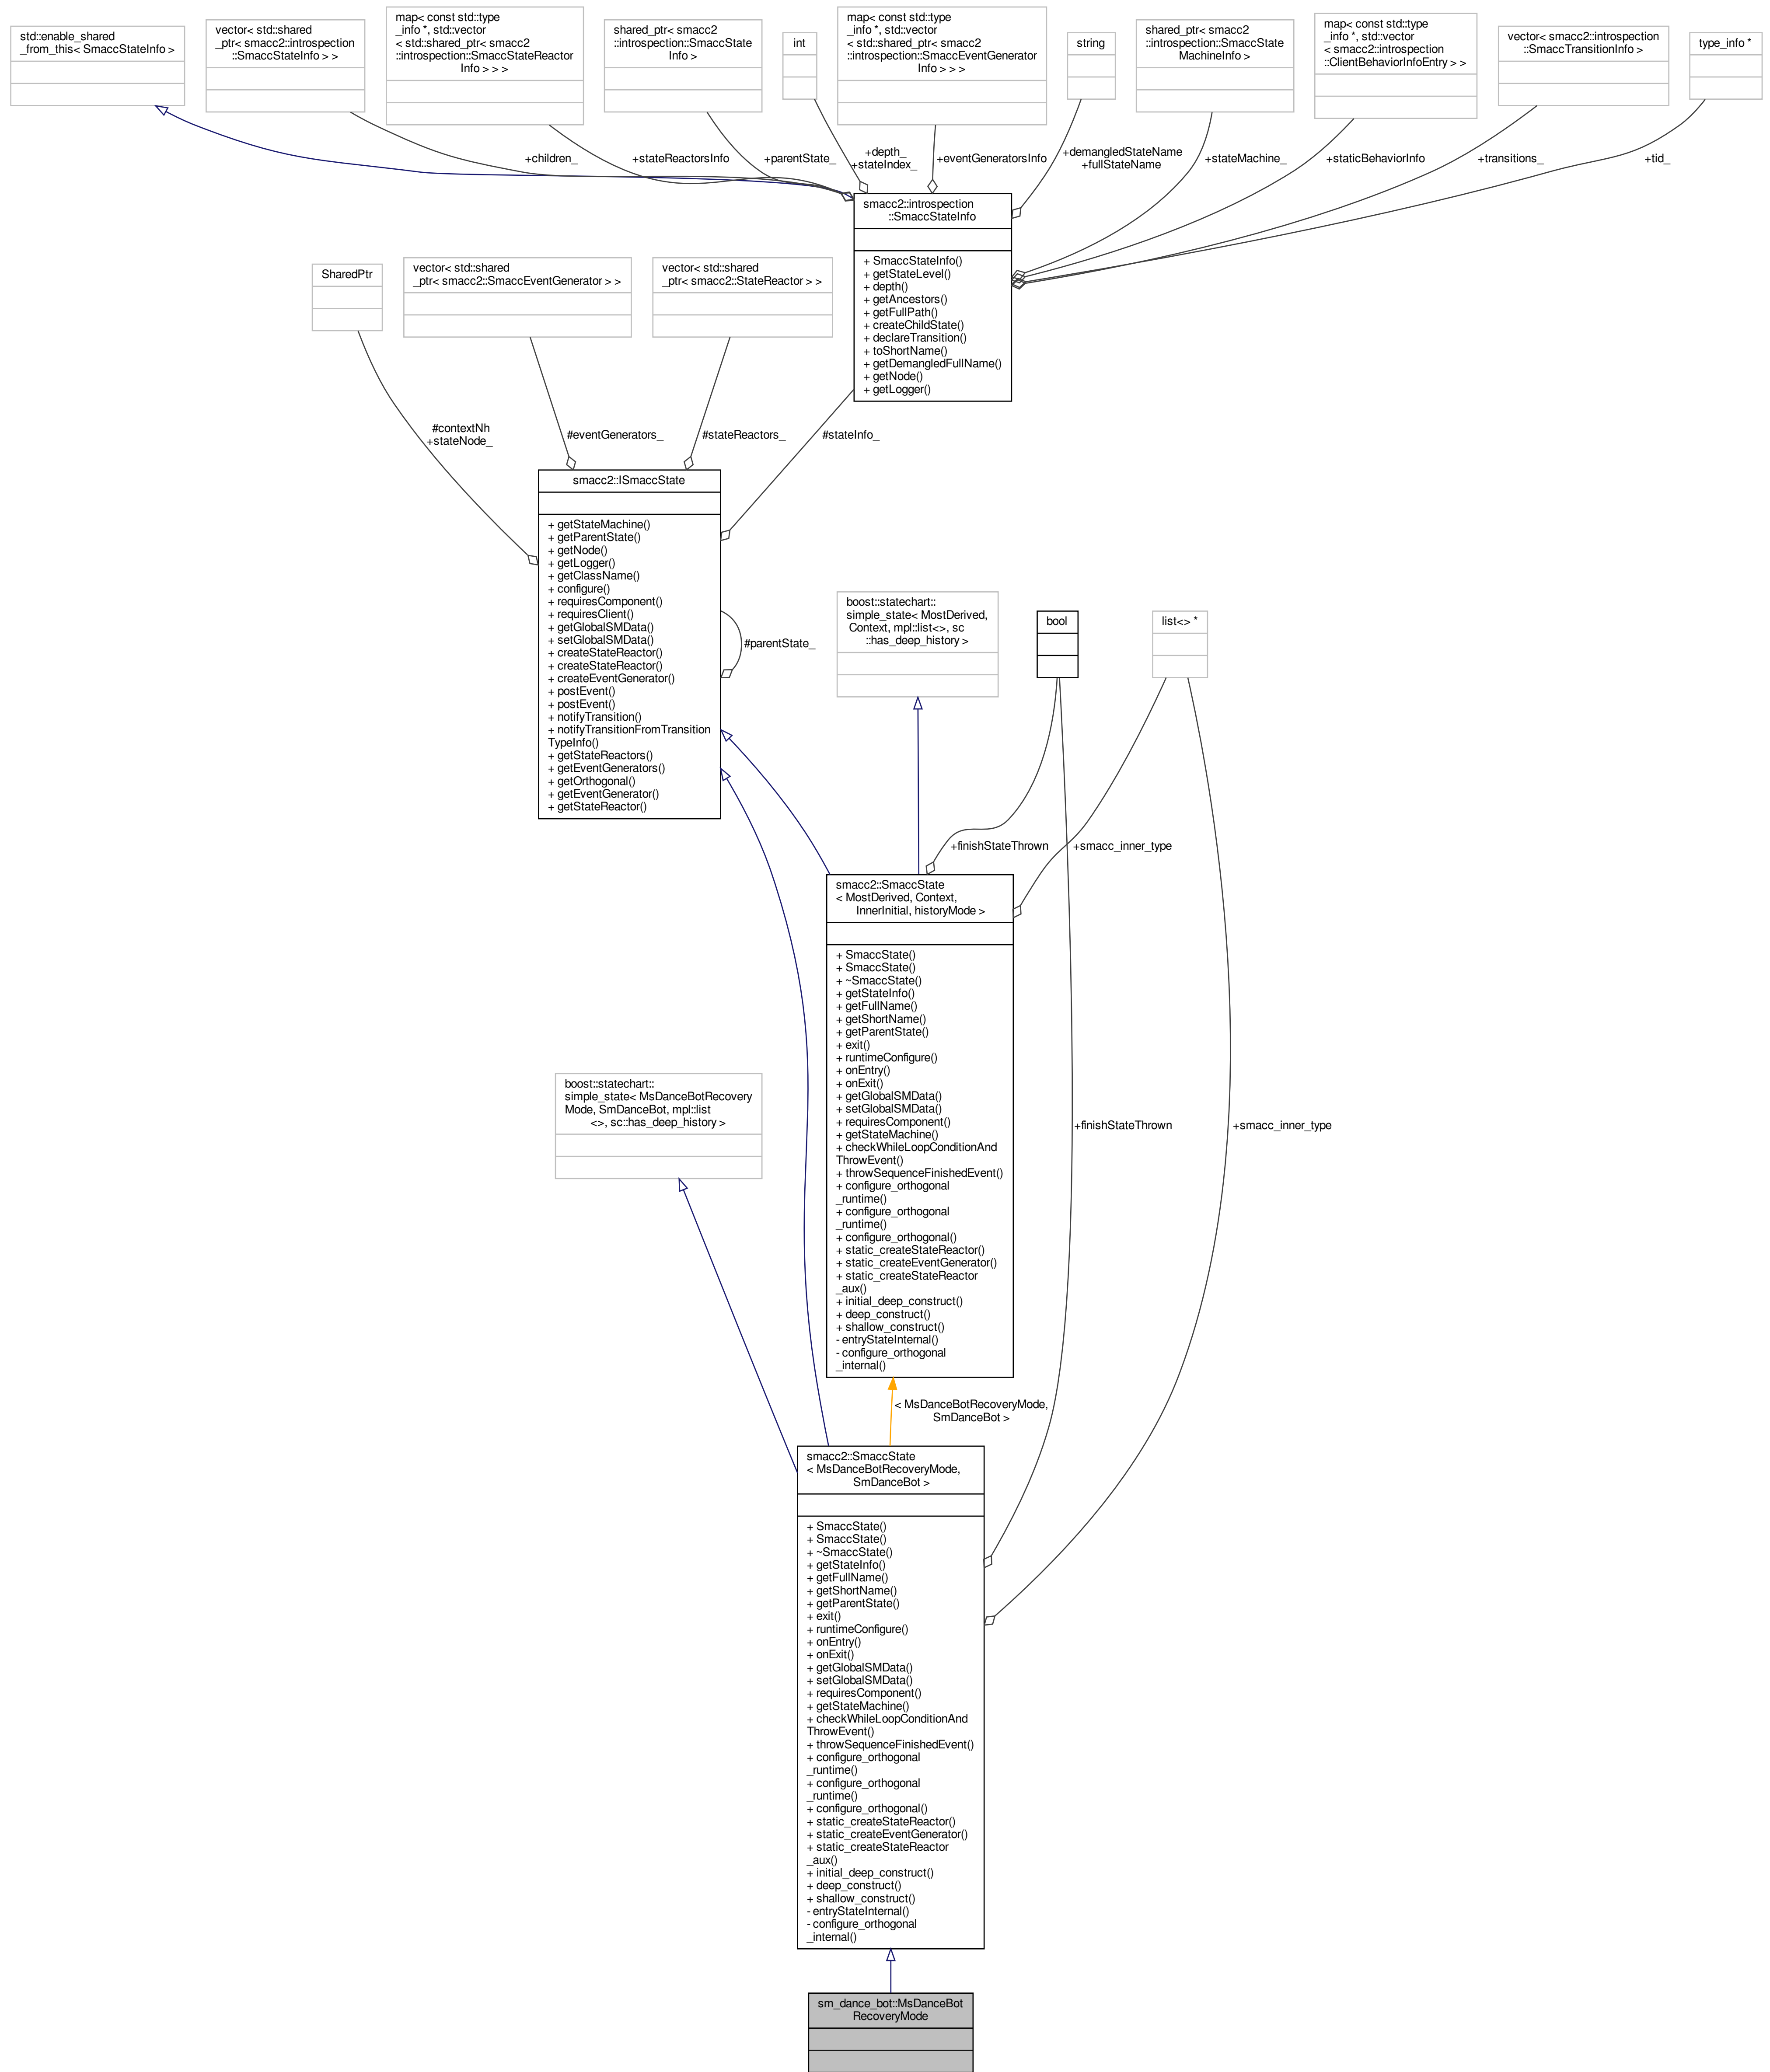 std::enable_shared
_from_this< SmaccStateInfo >
vector< std::shared
_ptr< smacc2::introspection
::SmaccStateInfo > >
map< const std::type
_info *, std::vector
< std::shared_ptr< smacc2
::introspection::SmaccStateReactor
Info > > >
shared_ptr< smacc2
::introspection::SmaccState
Info >
int
map< const std::type
_info *, std::vector
< std::shared_ptr< smacc2
::introspection::SmaccEventGenerator
Info > > >
string
shared_ptr< smacc2
::introspection::SmaccState
MachineInfo >
map< const std::type
_info *, std::vector
< smacc2::introspection
::ClientBehaviorInfoEntry > >
vector< smacc2::introspection
::SmaccTransitionInfo >
type_info *
+children_
+stateReactorsInfo
+parentState_
+depth_
+stateIndex_
+eventGeneratorsInfo
+demangledStateName
+fullStateName
+stateMachine_
+staticBehaviorInfo
+transitions_
+tid_
smacc2::introspection
::SmaccStateInfo
+ SmaccStateInfo()
+ getStateLevel()
+ depth()
+ getAncestors()
+ getFullPath()
+ createChildState()
+ declareTransition()
+ toShortName()
+ getDemangledFullName()
+ getNode()
+ getLogger()
SharedPtr
vector< std::shared
_ptr< smacc2::SmaccEventGenerator > >
vector< std::shared
_ptr< smacc2::StateReactor > >
#contextNh
+stateNode_
#eventGenerators_
#stateReactors_
#stateInfo_
smacc2::ISmaccState
+ getStateMachine()
+ getParentState()
+ getNode()
+ getLogger()
+ getClassName()
+ configure()
+ requiresComponent()
+ requiresClient()
+ getGlobalSMData()
+ setGlobalSMData()
+ createStateReactor()
+ createStateReactor()
+ createEventGenerator()
+ postEvent()
+ postEvent()
+ notifyTransition()
+ notifyTransitionFromTransition
TypeInfo()
+ getStateReactors()
+ getEventGenerators()
+ getOrthogonal()
+ getEventGenerator()
+ getStateReactor()
#parentState_
boost::statechart::
simple_state< MostDerived,
Context, mpl::list<>, sc
::has_deep_history >
bool
list<> *
+finishStateThrown
+smacc_inner_type
smacc2::SmaccState
< MostDerived, Context,
InnerInitial, historyMode >
+ SmaccState()
+ SmaccState()
+ ~SmaccState()
+ getStateInfo()
+ getFullName()
+ getShortName()
+ getParentState()
+ exit()
+ runtimeConfigure()
+ onEntry()
+ onExit()
+ getGlobalSMData()
+ setGlobalSMData()
+ requiresComponent()
+ getStateMachine()
+ checkWhileLoopConditionAnd
ThrowEvent()
+ throwSequenceFinishedEvent()
+ configure_orthogonal
_runtime()
+ configure_orthogonal
_runtime()
+ configure_orthogonal()
+ static_createStateReactor()
+ static_createEventGenerator()
+ static_createStateReactor
_aux()
+ initial_deep_construct()
+ deep_construct()
+ shallow_construct()
- entryStateInternal()
- configure_orthogonal
_internal()
boost::statechart::
simple_state< MsDanceBotRecovery
Mode, SmDanceBot, mpl::list
<>, sc::has_deep_history >
+finishStateThrown
+smacc_inner_type
< MsDanceBotRecoveryMode,
SmDanceBot >
smacc2::SmaccState
< MsDanceBotRecoveryMode,
SmDanceBot >
+ SmaccState()
+ SmaccState()
+ ~SmaccState()
+ getStateInfo()
+ getFullName()
+ getShortName()
+ getParentState()
+ exit()
+ runtimeConfigure()
+ onEntry()
+ onExit()
+ getGlobalSMData()
+ setGlobalSMData()
+ requiresComponent()
+ getStateMachine()
+ checkWhileLoopConditionAnd
ThrowEvent()
+ throwSequenceFinishedEvent()
+ configure_orthogonal
_runtime()
+ configure_orthogonal
_runtime()
+ configure_orthogonal()
+ static_createStateReactor()
+ static_createEventGenerator()
+ static_createStateReactor
_aux()
+ initial_deep_construct()
+ deep_construct()
+ shallow_construct()
- entryStateInternal()
- configure_orthogonal
_internal()
sm_dance_bot::MsDanceBot
RecoveryMode